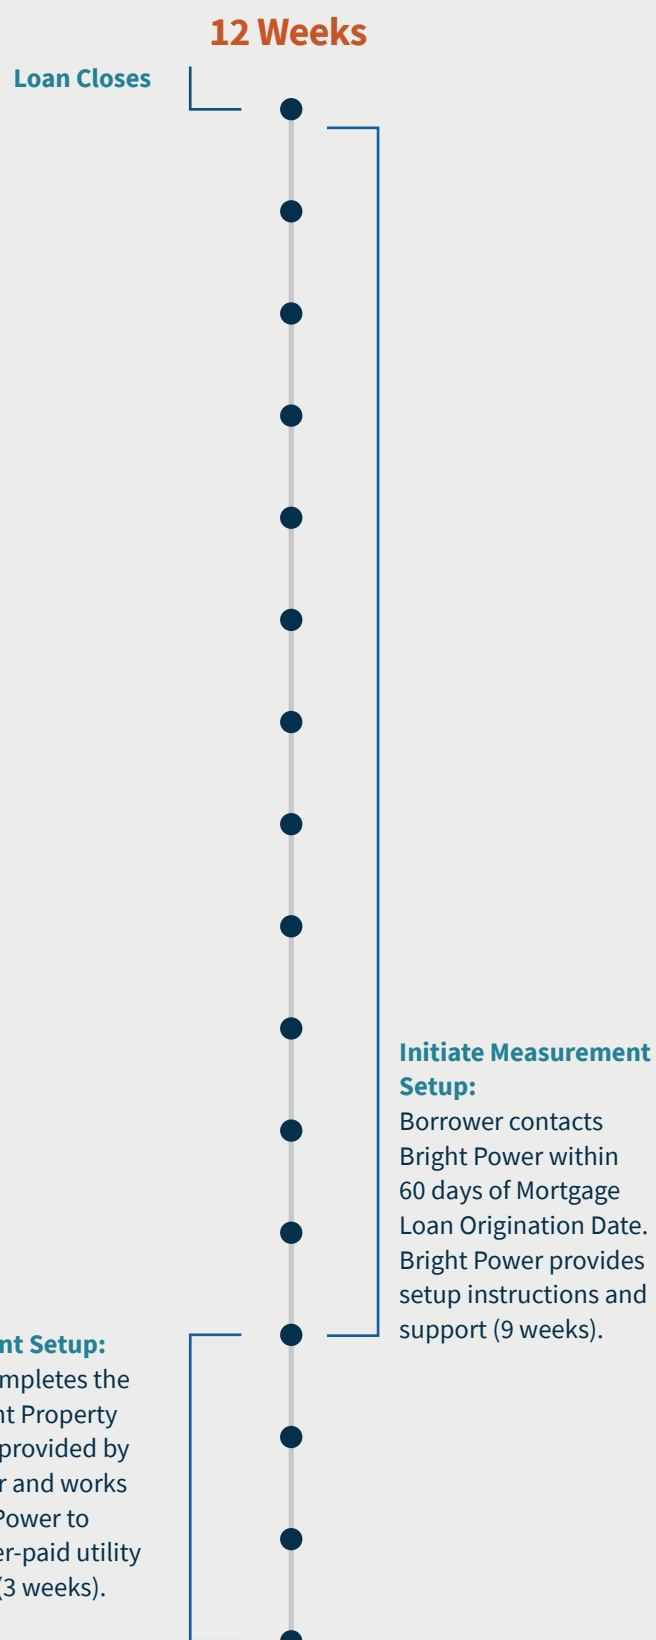 12 Weeks
Loan Closes
Initiate Measurement
Setup:
Borrower contacts
Bright Power within
60 days of Mortgage
Loan Origination Date.
Bright Power provides
setup instructions and
support (9 weeks).
nt Setup:
mpletes the
nt Property
provided by
r and works
Power to
er-paid utility
(3 weeks).